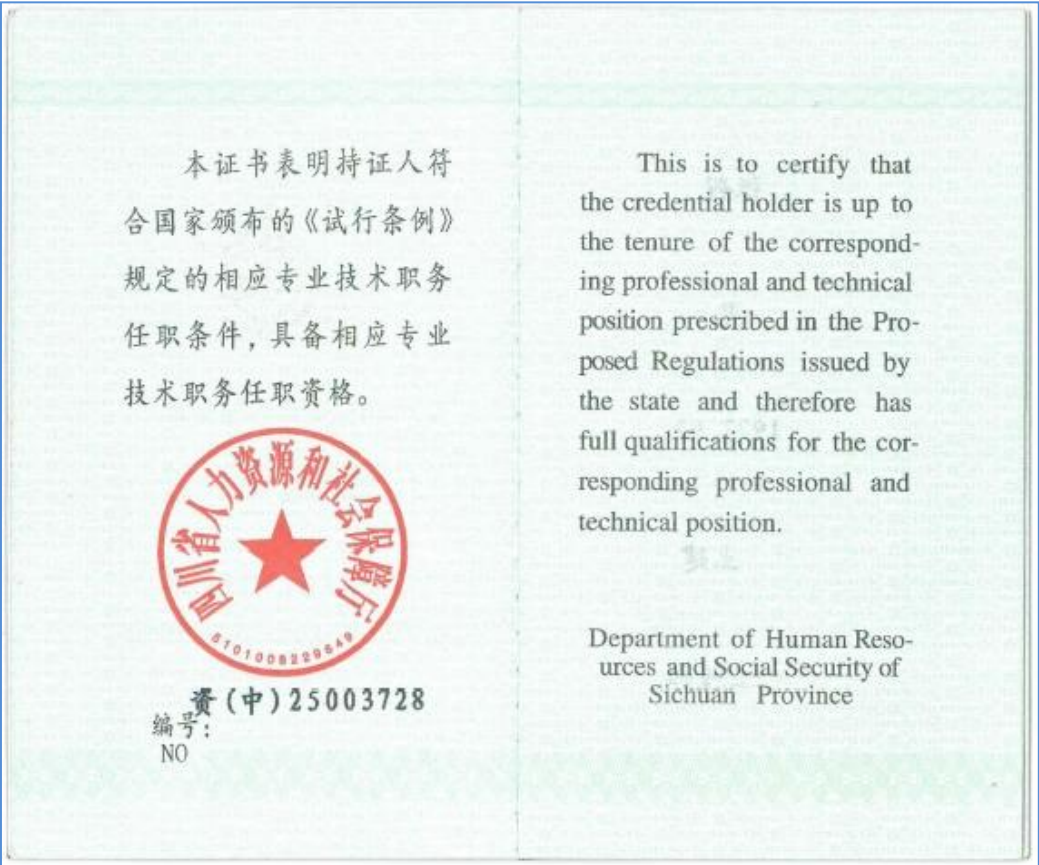 本证书表明持证人符
合国家颁布的《试行条例》
规定的相应专业技术职务
任职条件，具备相应专业
技术职务任职资格。
四川省人力资源和社会保障厅
5101008229649
资(中)25003728
编号：
NO
This is to certify that
the credential holder is up to
the tenure of the correspond-
ing professional and technical
position prescribed in the Pro-
posed Regulations issued by
the state and therefore has
full qualifications for the cor-
responding professional and
technical position.
Department of Human Reso-
urces and Social Security of
Sichuan Province